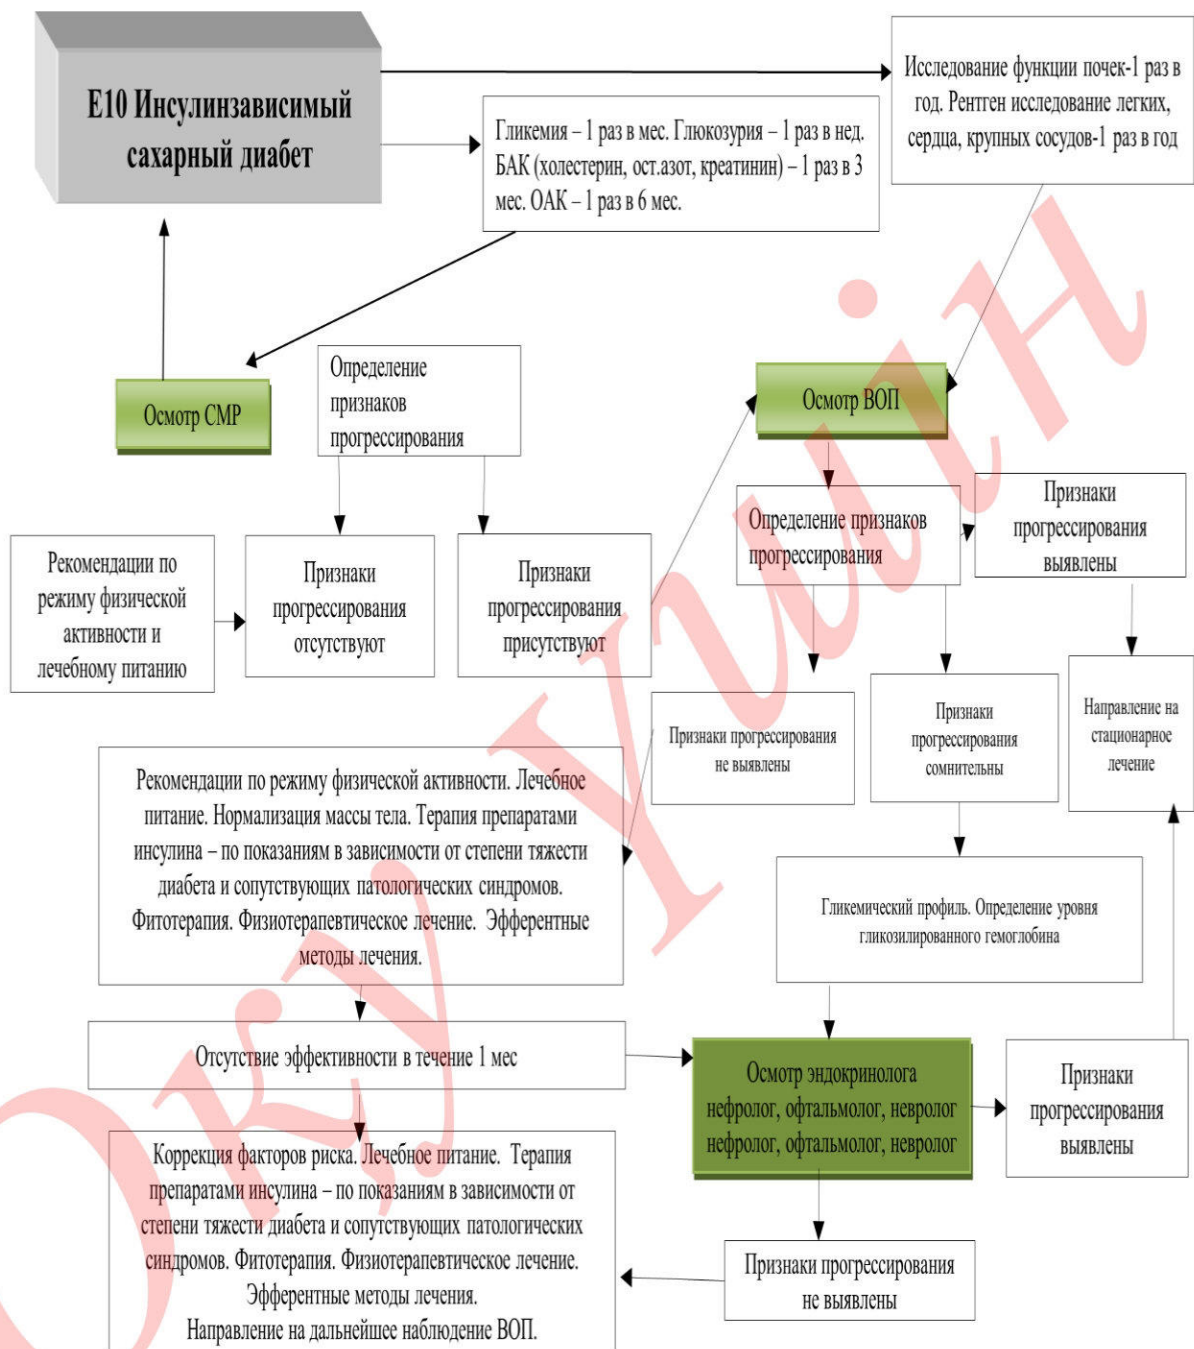 Е10 Инсулинзависимый
сахарный диабет
Гликемия – 1 раз в мес. Глюкозурия – 1 раз в нед.
БАК (холестерин, ост.азот, креатинин) – 1 раз в 3
мес. ОАК – 1 раз в 6 мес.
Исследование функции почек-1 раз в
год. Рентген исследование легких,
сердца, крупных сосудов-1 раз в год
Осмотр СМР
Определение
признаков
прогрессирования
Осмотр ВОП
Рекомендации по
режиму физической
активности и
лечебному питанию
Признаки
прогрессирования
отсутствуют
Признаки
прогрессирования
присутствуют
Определение признаков
прогрессирования
Признаки
прогрессирования
выявлены
Признаки прогрессирования
не выявлены
Признаки
прогрессирования
сомнительны
Направление на
стационарное
лечение
Рекомендации по режиму физической активности. Лечебное
питание. Нормализация массы тела. Терапия препаратами
инсулина – по показаниям в зависимости от степени тяжести
диабета и сопутствующих патологических синдромов.
Фитотерапия. Физиотерапевтическое лечение. Эфферентные
методы лечения.
Гликемический профиль. Определение уровня
гликозилированного гемоглобина
Отсутствие эффективности в течение 1 мес
Осмотр эндокринолога
нефролог, офтальмолог, невролог
нефролог, офтальмолог, невролог
Признаки
прогрессирования
выявлены
Коррекция факторов риска. Лечебное питание. Терапия
препаратами инсулина – по показаниям в зависимости от
степени тяжести диабета и сопутствующих патологических
синдромов. Фитотерапия. Физиотерапевтическое лечение.
Эфферентные методы лечения.
Направление на дальнейшее наблюдение ВОП.
Признаки прогрессирования
не выявлены
Оқу Үшін